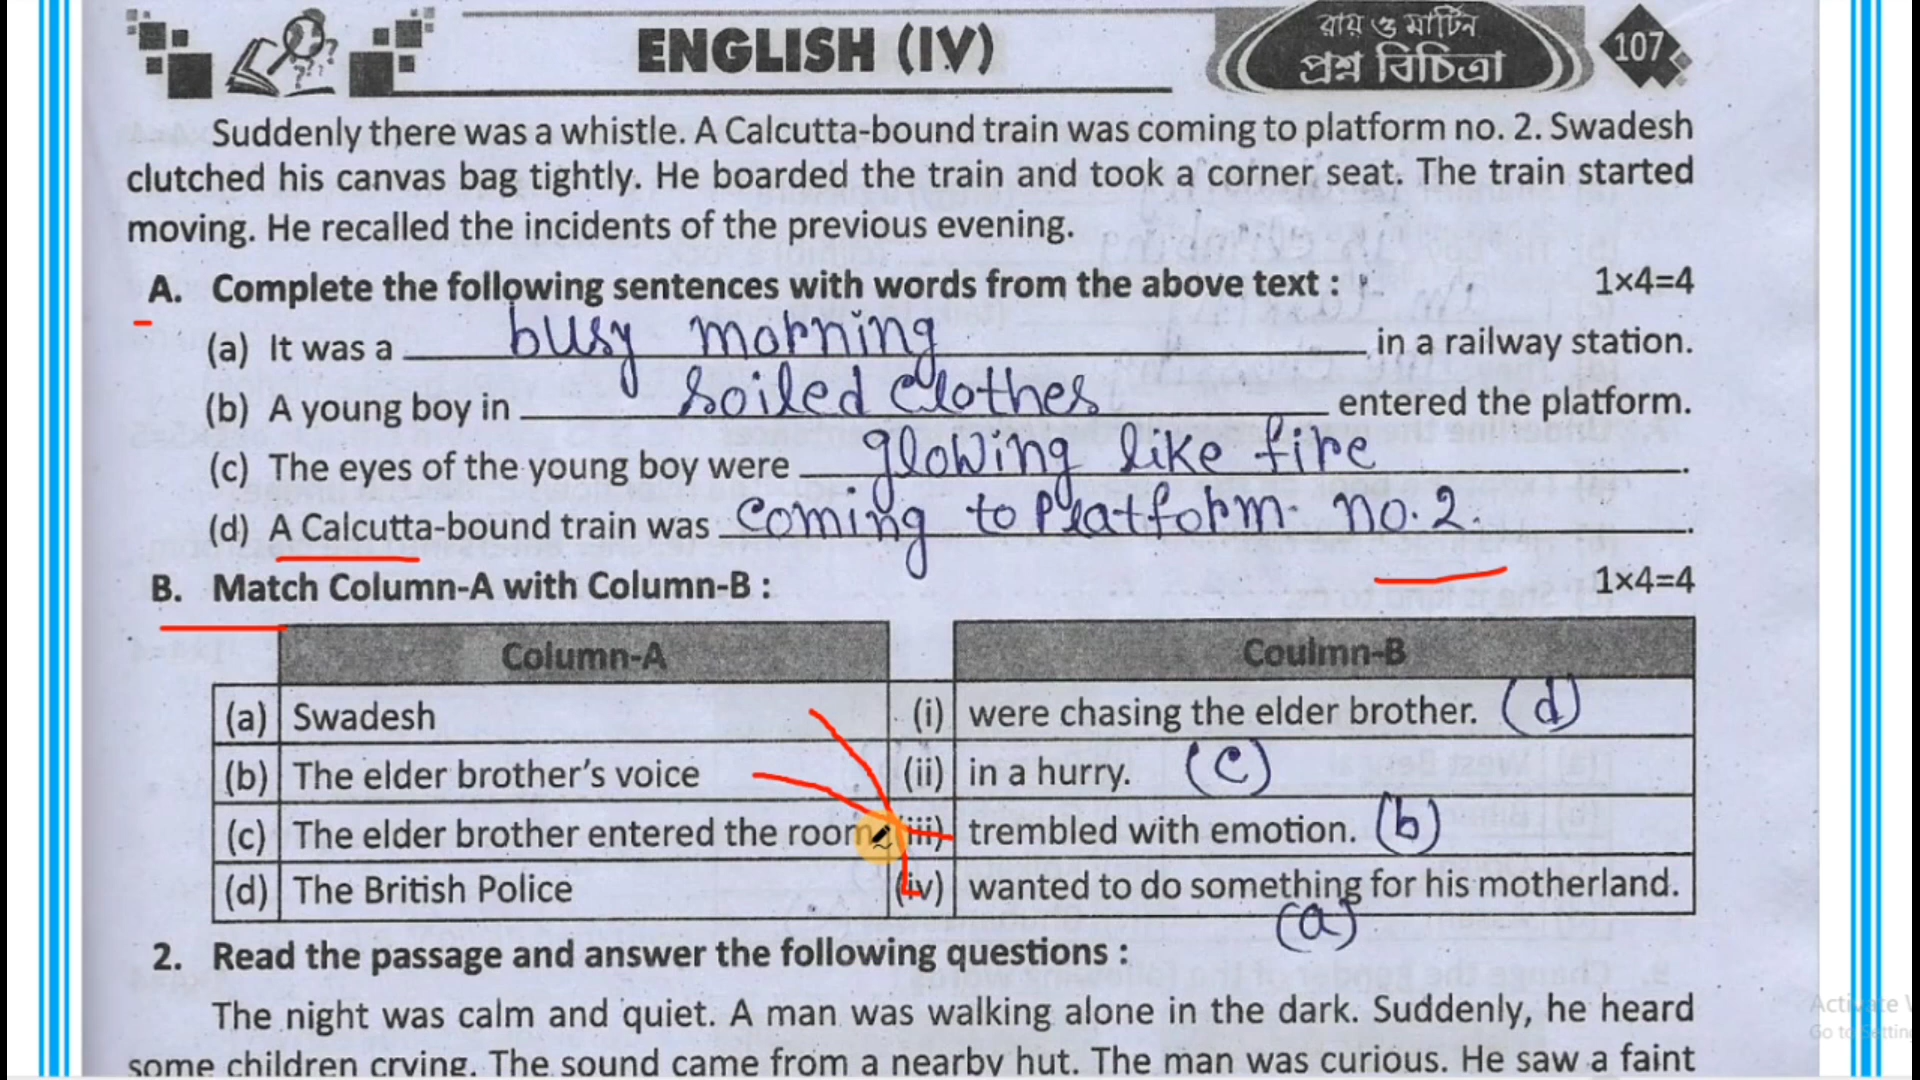 ENGLISH (IV)
রায় ও মার্টিন
প্রশ্ন বিচিত্রা
107
Suddenly there was a whistle. A Calcutta-bound train was coming to platform no. 2. Swadesh
clutched his canvas bag tightly. He boarded the train and took a corner seat. The train started
moving. He recalled the incidents of the previous evening.
A. Complete the following sentences with words from the above text : 1×4=4
(a) It was a busy morning in a railway station.
(b) A young boy in soiled clothes entered the platform.
(c) The eyes of the young boy were glowing like fire.
(d) A Calcutta-bound train was coming to platform no. 2.
B. Match Column-A with Column-B : 1×4=4
Column-A Coulmn-B
(a) Swadesh (i) were chasing the elder brother. (d)
(b) The elder brother's voice (ii) in a hurry. (c)
(c) The elder brother entered the room (iii) trembled with emotion. (b)
(d) The British Police (iv) wanted to do something for his motherland.
(a)
2. Read the passage and answer the following questions :
The night was calm and quiet. A man was walking alone in the dark. Suddenly, he heard
some children crying. The sound came from a nearby hut. The man was curious. He saw a faint